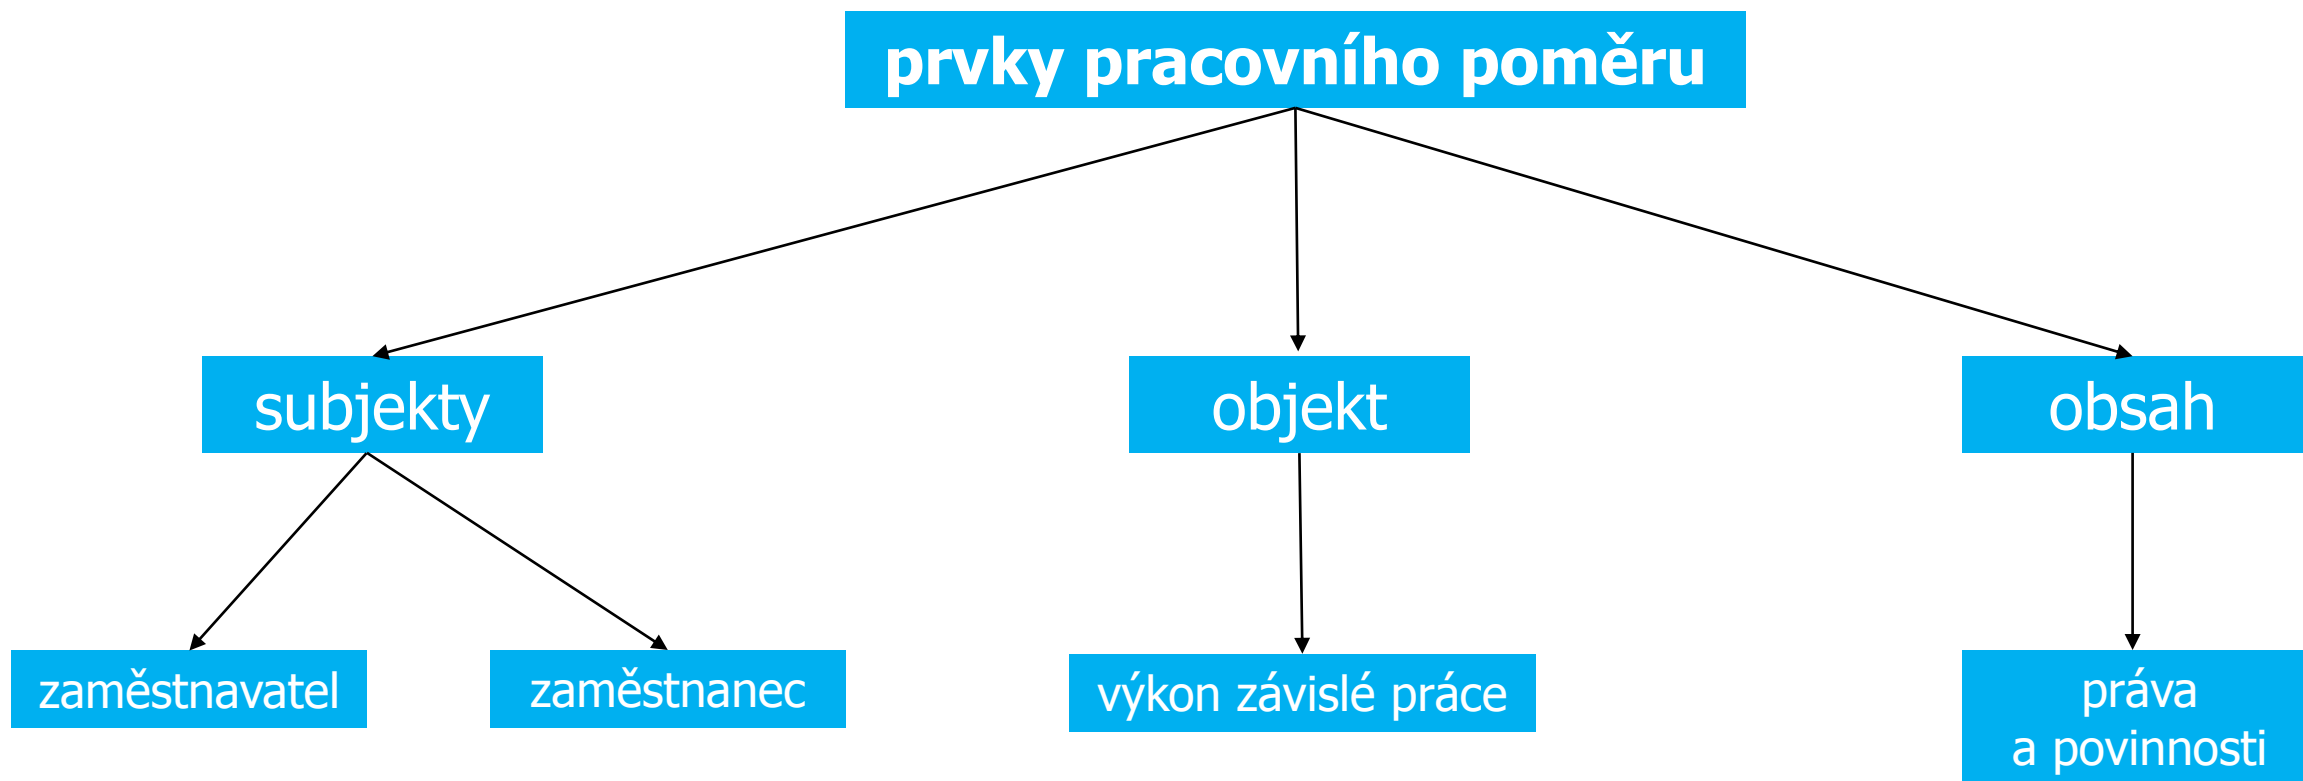 prvky pracovního poměru
subjekty
objekt
obsah
zaměstnavatel
zaměstnanec
výkon závislé práce
práva
a povinnosti